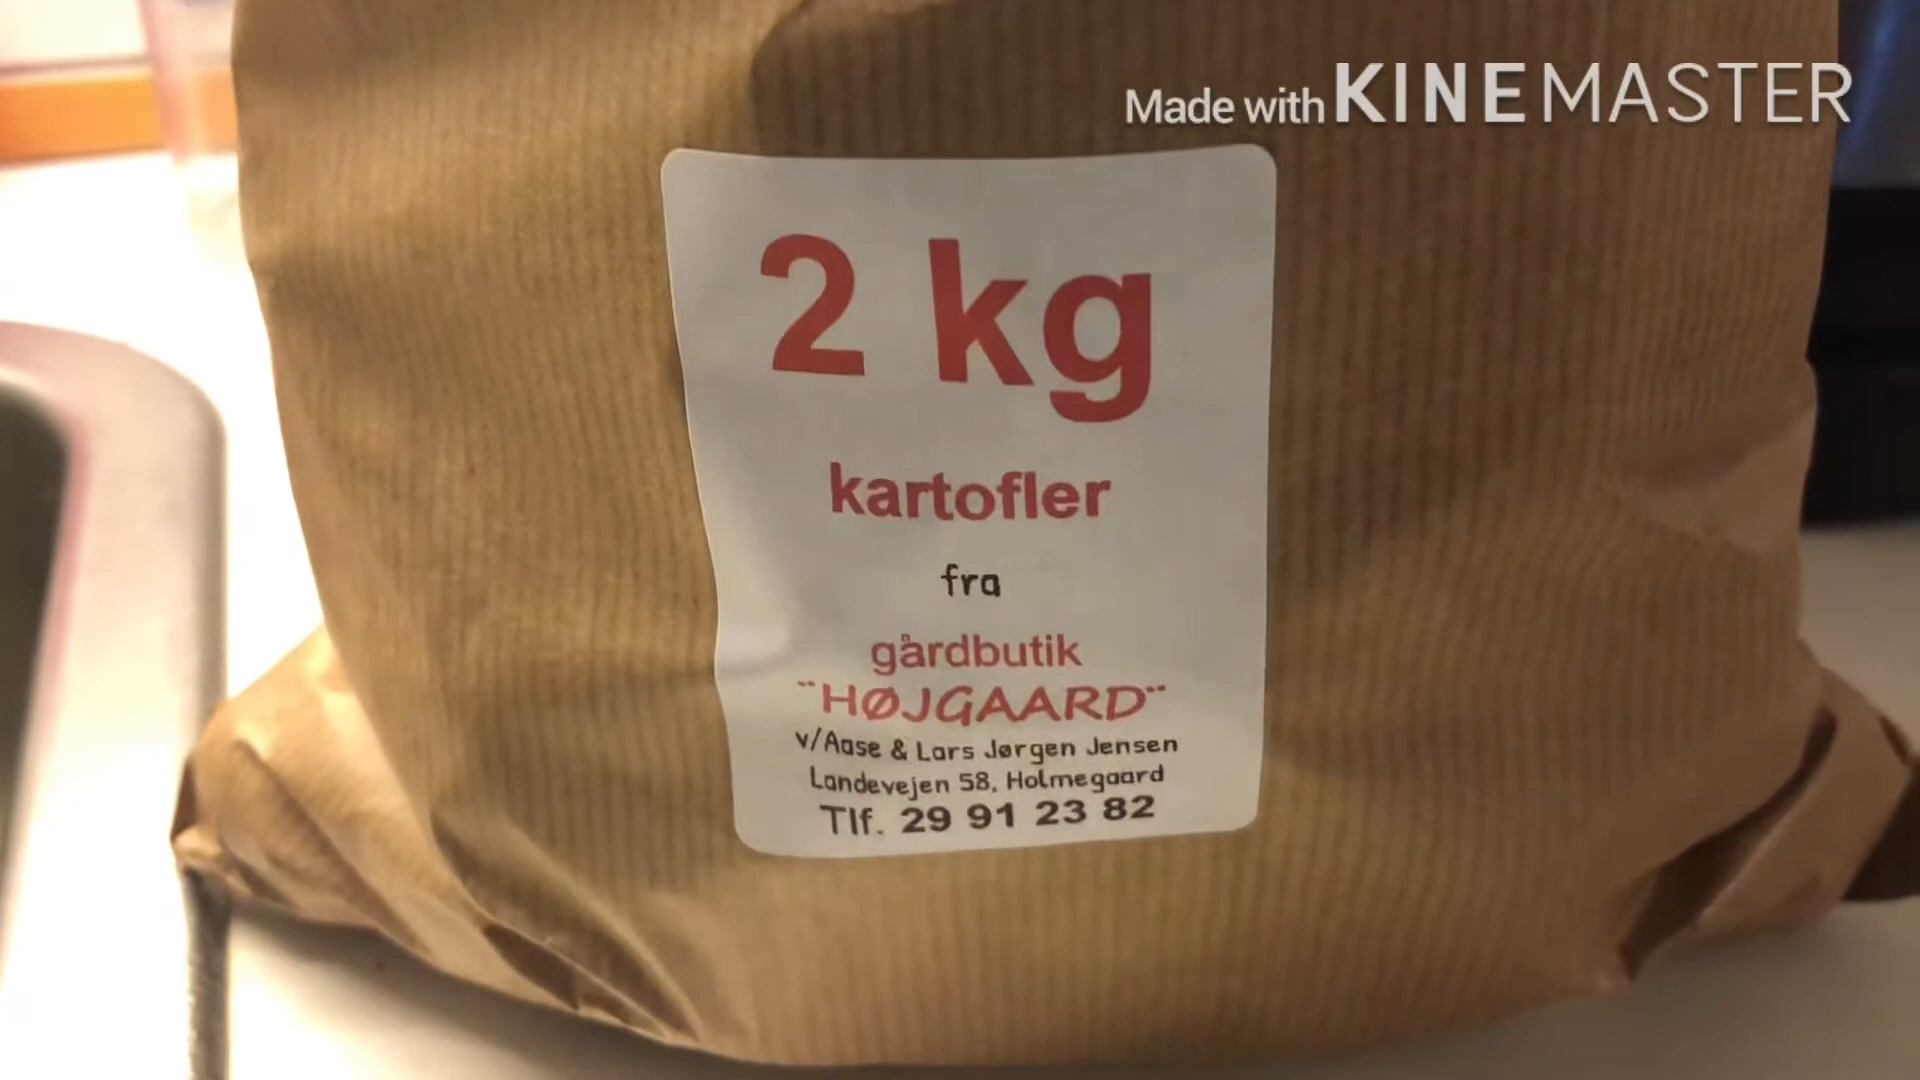 Made with KINEMASTER
2 kg
kartofler
fra
gårdbutik
¨HØJGAARD¨
v/Aase & Lars Jørgen Jensen
Landevejen 58, Holmegaard
Tlf. 29 91 23 82